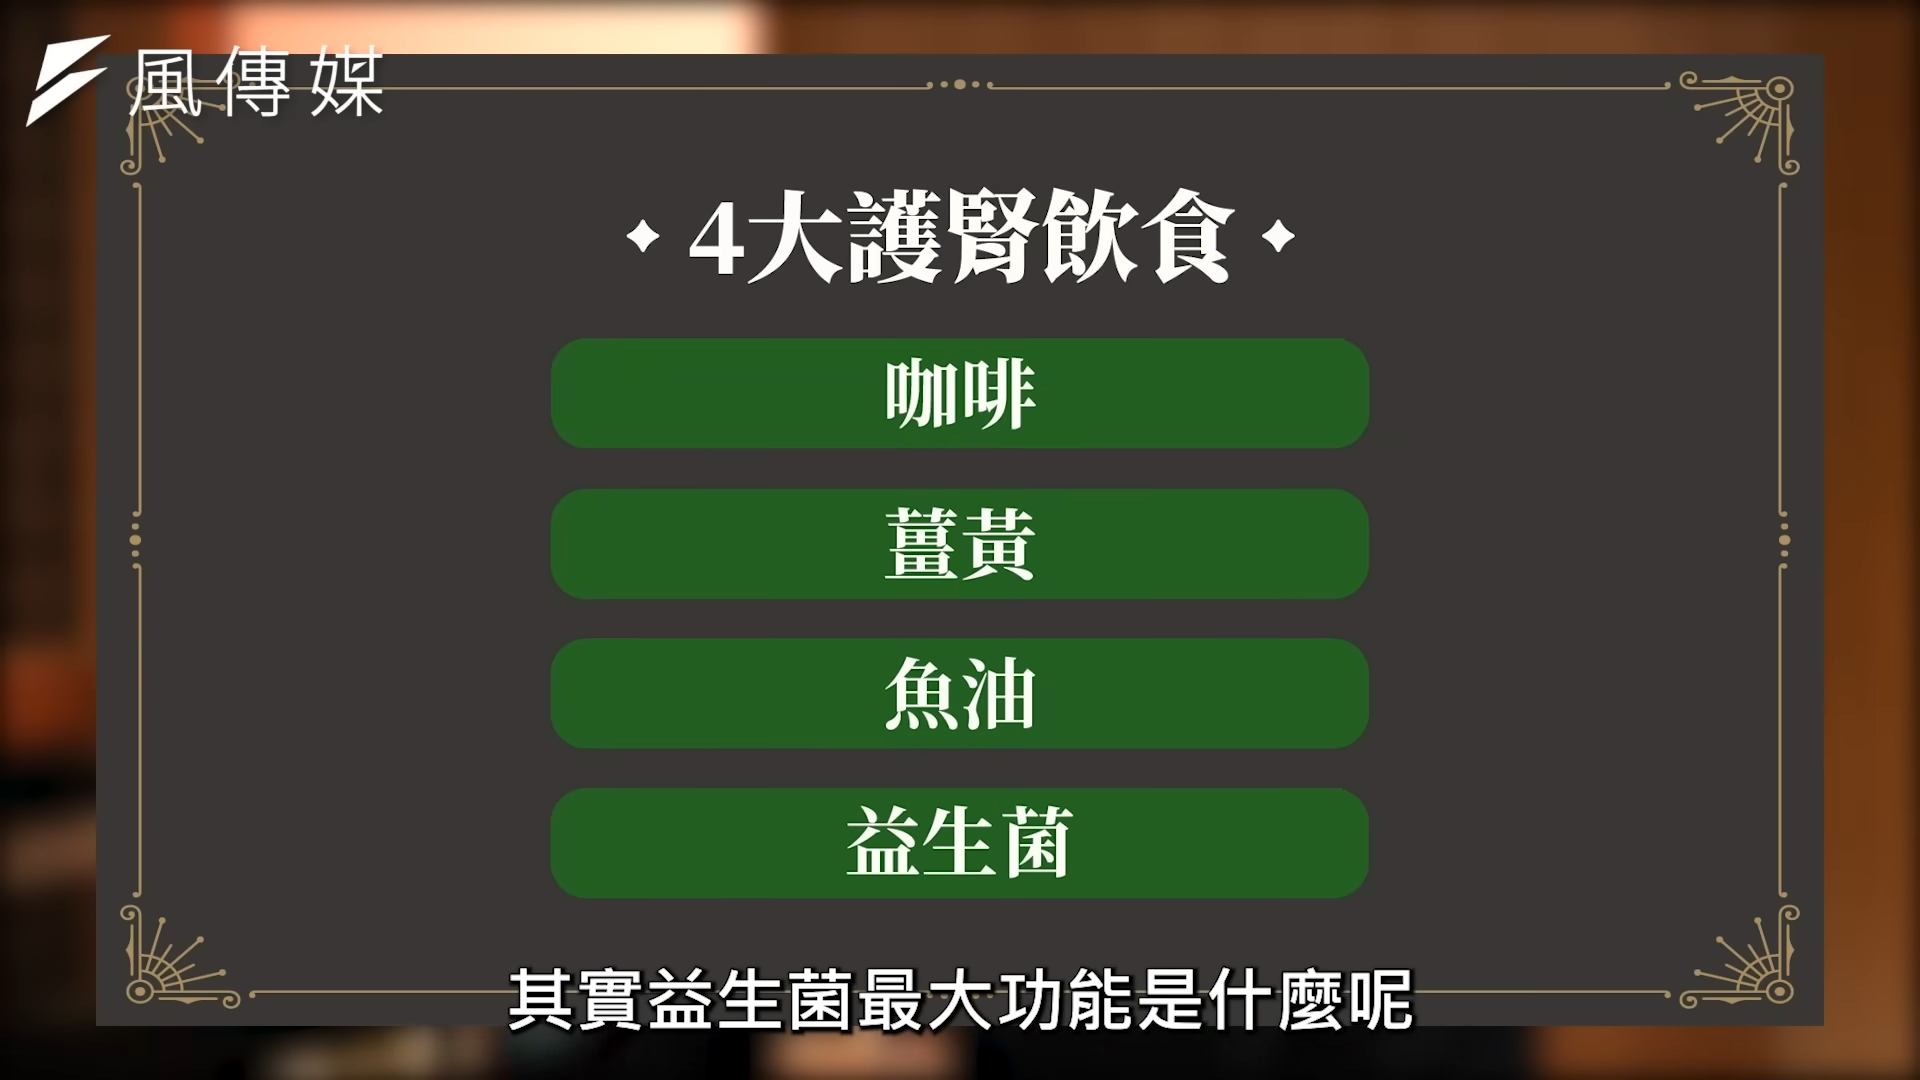 風傳媒
4大護腎飲食
咖啡
薑黃
魚油
益生菌
其實益生菌最大功能是什麼呢